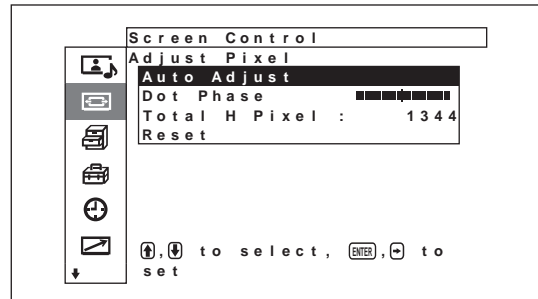 Screen Control
Adjust Pixel
Auto Adjust
Dot Phase
Total H Pixel : 1344
Reset
↑,↓ to select, ENTER,→ to
set